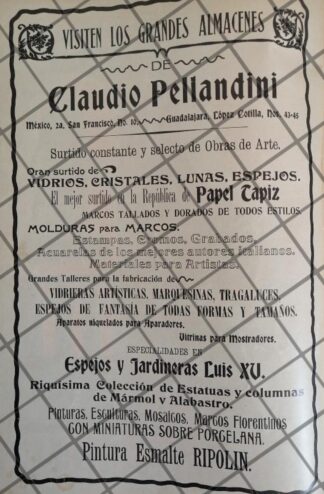 VISITEN LOS GRANDES ALMACENES
DE
Claudio Pellandini
México, 2a. San Francisco, No. 10. Guadalajara, López Cotilla, Nos. 43-45
Surtido constante y selecto de Obras de Arte.
Gran surtido de
VIDRIOS, CRISTALES, LUNAS, ESPEJOS.
El mejor surtido en la República de Papel Tapiz
MARCOS TALLADOS Y DORADOS DE TODOS ESTILOS.
MOLDURAS para MARCOS.
Estampas, Cromos, Grabados.
Acuarelas de los mejores autores italianos.
Materiales para Artistas.
Grandes Talleres para la fabricación de
VIDRIERAS ARTÍSTICAS, MARQUESINAS, TRAGALUCES,
ESPEJOS DE FANTASIA DE TODAS FORMAS Y TAMAÑOS.
Aparatos niquelados para Aparadores.
Vitrinas para Mostradores.
ESPECIALIDADES EN
Espejos y Jardineras Luis XV.
Riquísima Colección de Estatuas y columnas
de Mármol y Alabastro.
Pinturas, Esculturas, Mosaicos, Marcos Florentinos
CON MINIATURAS SOBRE PORCELANA.
Pintura Esmalte RIPOLIN.